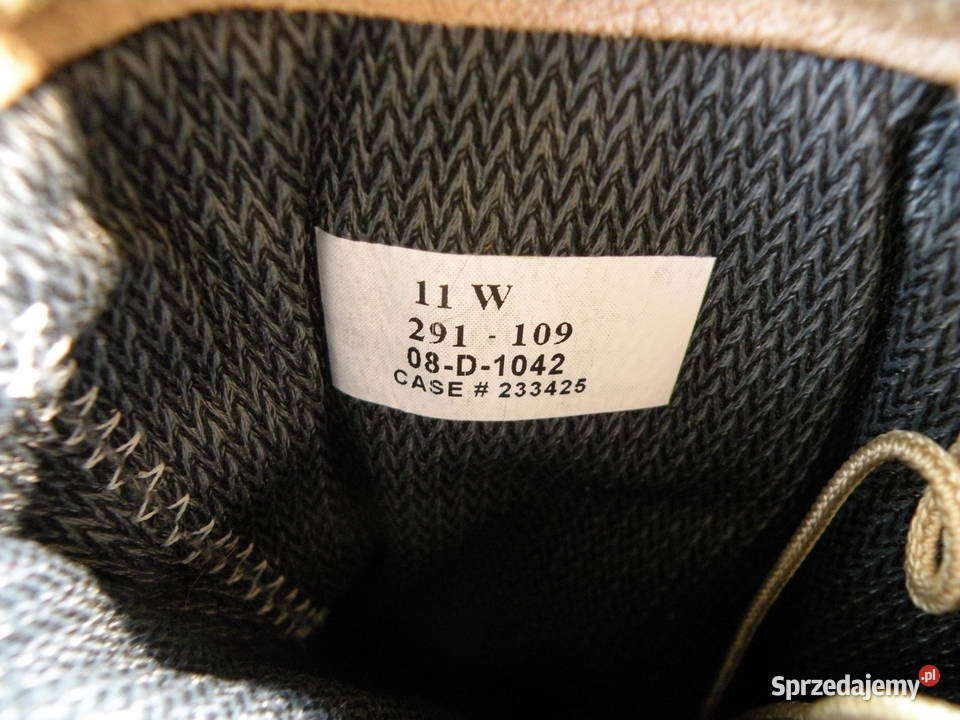 11 W
291 - 109
08-D-1042
CASE # 233425
Sprzedajemy.pl